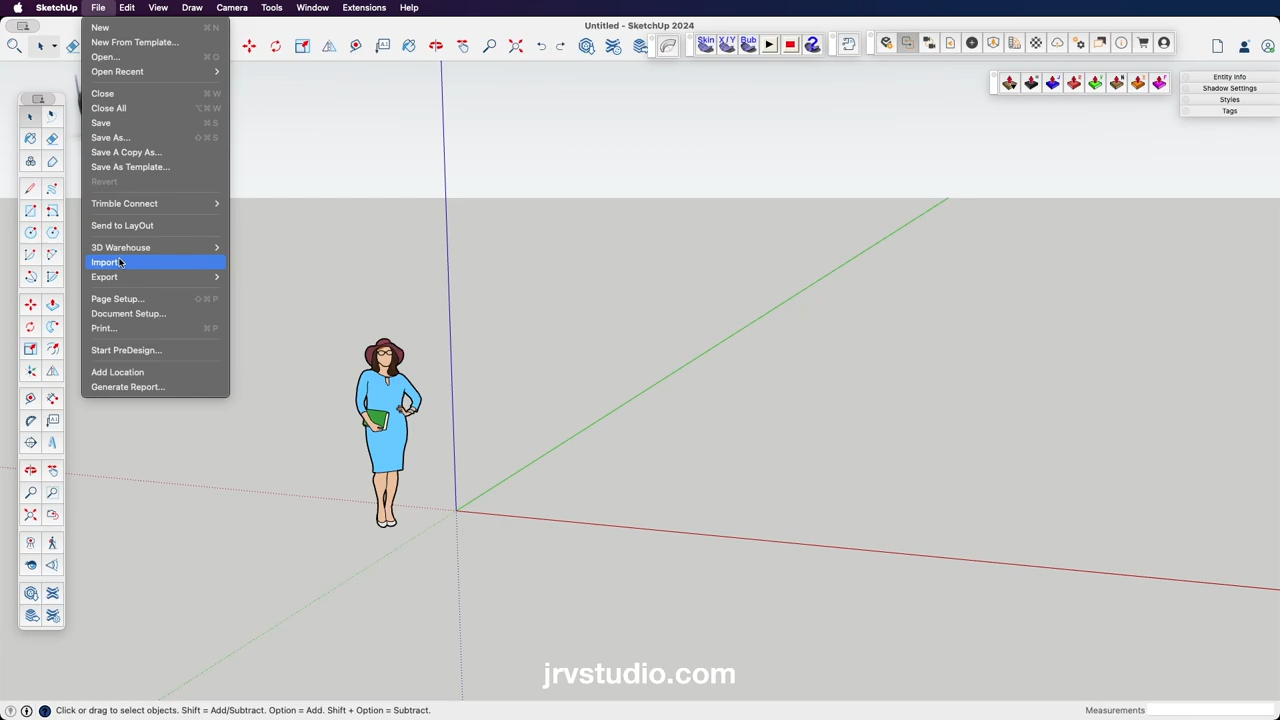 SketchUp File Edit View Draw Camera Tools Window Extensions Help
Untitled - SketchUp 2024
New ⌘ N
New From Template...
Open... ⌘ O
Open Recent
Close ⌘ W
Close All ⌥ ⌘ W
Save ⌘ S
Save As... ⇧ ⌘ S
Save A Copy As...
Save As Template...
Revert
Trimble Connect
Send to LayOut
3D Warehouse
Import
Export
Page Setup... ⇧ ⌘ P
Document Setup...
Print... ⌘ P
Start PreDesign...
Add Location
Generate Report...
Skin X/Y Bub
Entity Info
Shadow Settings
Styles
Tags
jrvstudio.com
Click or drag to select objects. Shift = Add/Subtract. Option = Add. Shift + Option = Subtract.
Measurements